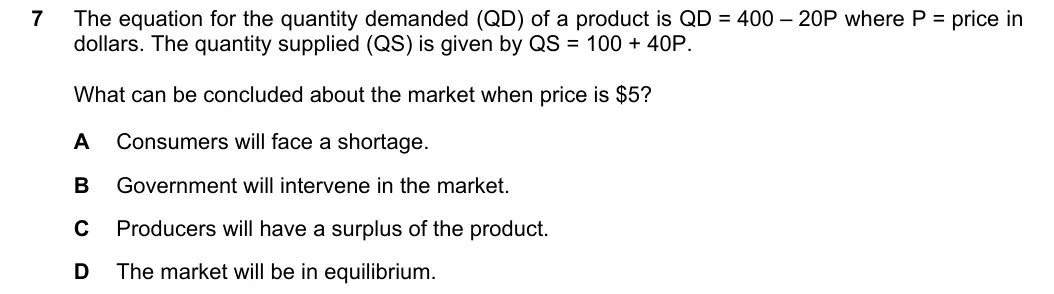 7 The equation for the quantity demanded (QD) of a product is QD = 400 – 20P where P = price in
dollars. The quantity supplied (QS) is given by QS = 100 + 40P.
What can be concluded about the market when price is $5?
A Consumers will face a shortage.
B Government will intervene in the market.
C Producers will have a surplus of the product.
D The market will be in equilibrium.